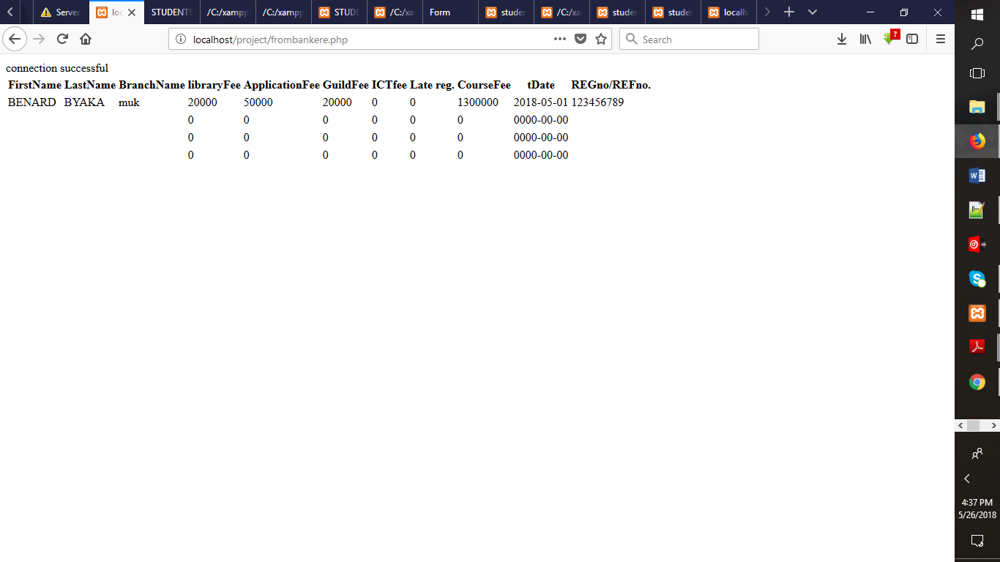 Server
loc
STUDENTS
/C:/xampp
/C:/xampp
STUDE
/C:/xa
Form
studen
/C:/xa
studen
studen
localh
localhost/project/frombankere.php
Search
connection successful
FirstName LastName BranchName libraryFee ApplicationFee GuildFee ICTfee Late reg. CourseFee tDate REGno/REFno.
BENARD BYAKA muk 20000 50000 20000 0 0 1300000 2018-05-01 123456789
0 0 0 0 0 0 0000-00-00
0 0 0 0 0 0 0000-00-00
0 0 0 0 0 0 0000-00-00
4:37 PM
5/26/2018